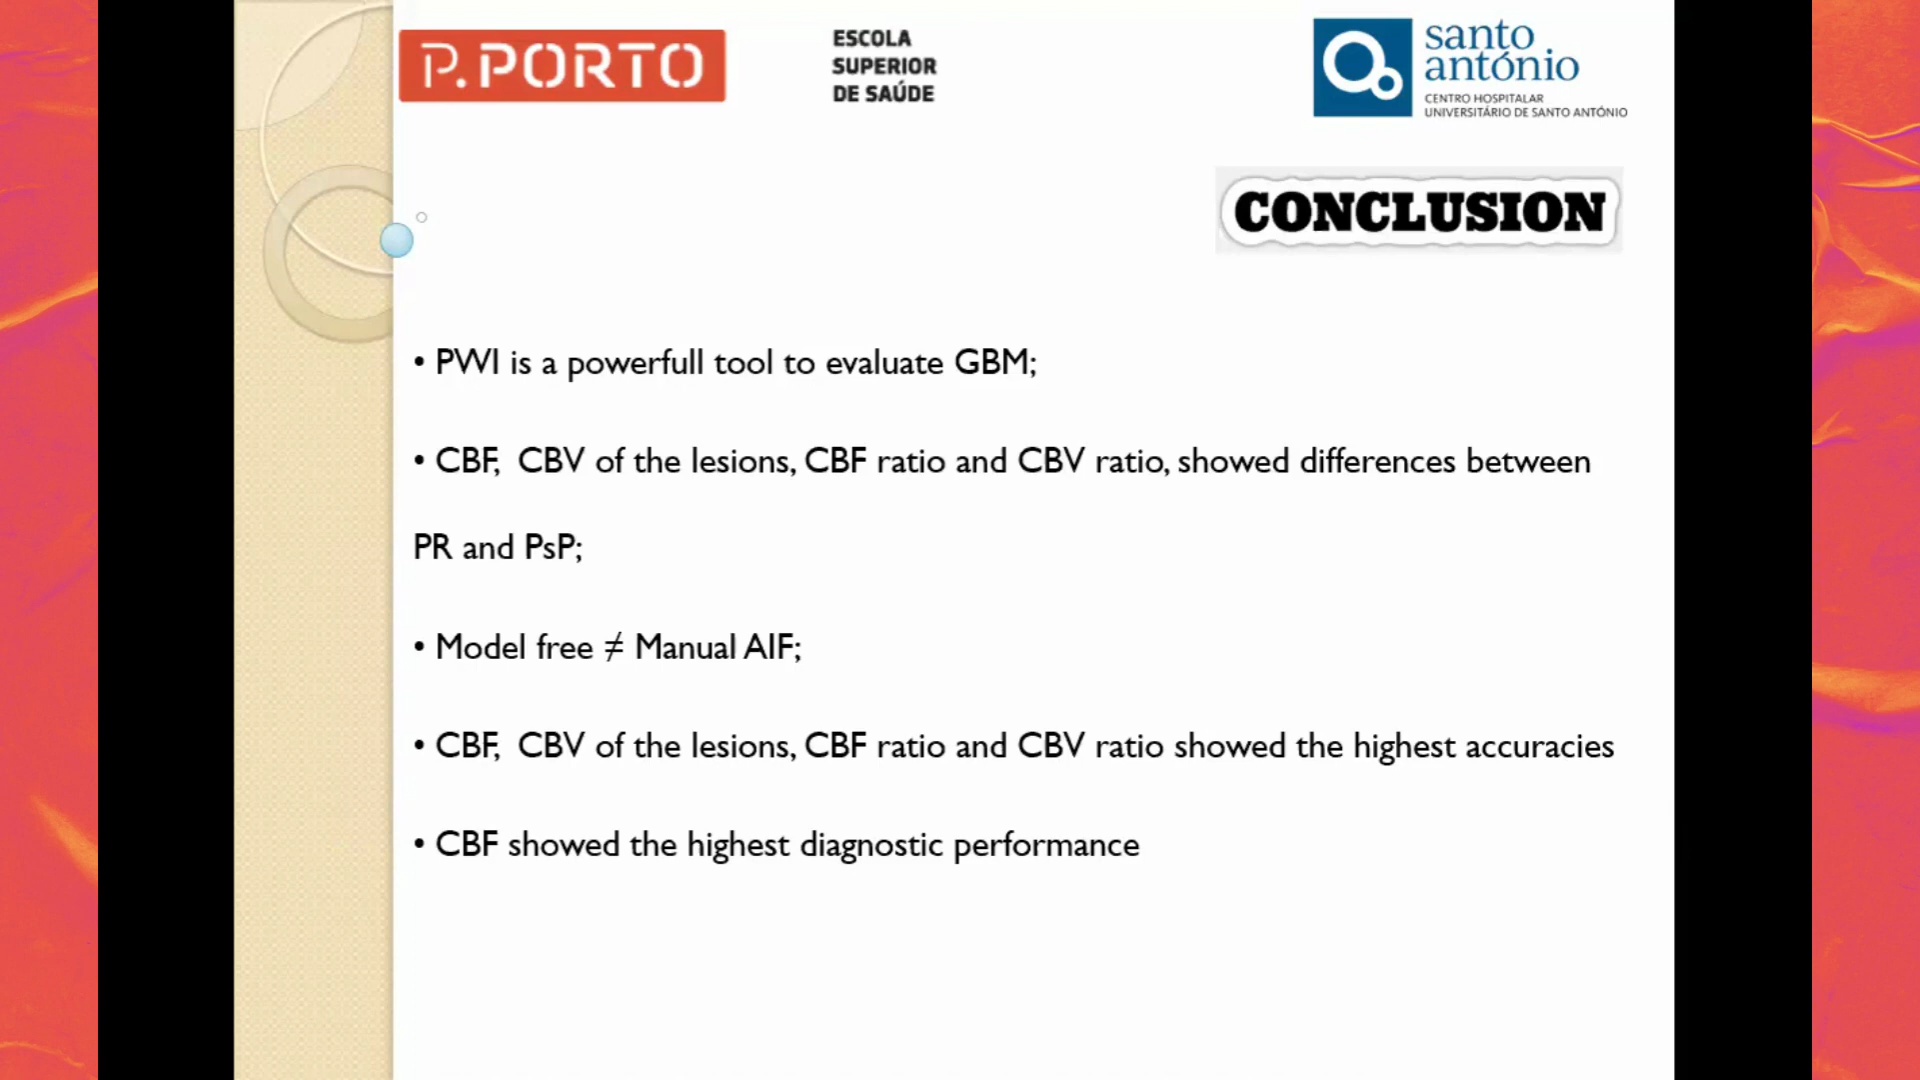 P.PORTO
ESCOLA
SUPERIOR
DE SAÚDE
santo
antónio
CENTRO HOSPITALAR
UNIVERSITÁRIO DE SANTO ANTÓNIO
CONCLUSION
• PWI is a powerfull tool to evaluate GBM;
• CBF, CBV of the lesions, CBF ratio and CBV ratio, showed differences between
PR and PsP;
• Model free ≠ Manual AIF;
• CBF, CBV of the lesions, CBF ratio and CBV ratio showed the highest accuracies
• CBF showed the highest diagnostic performance